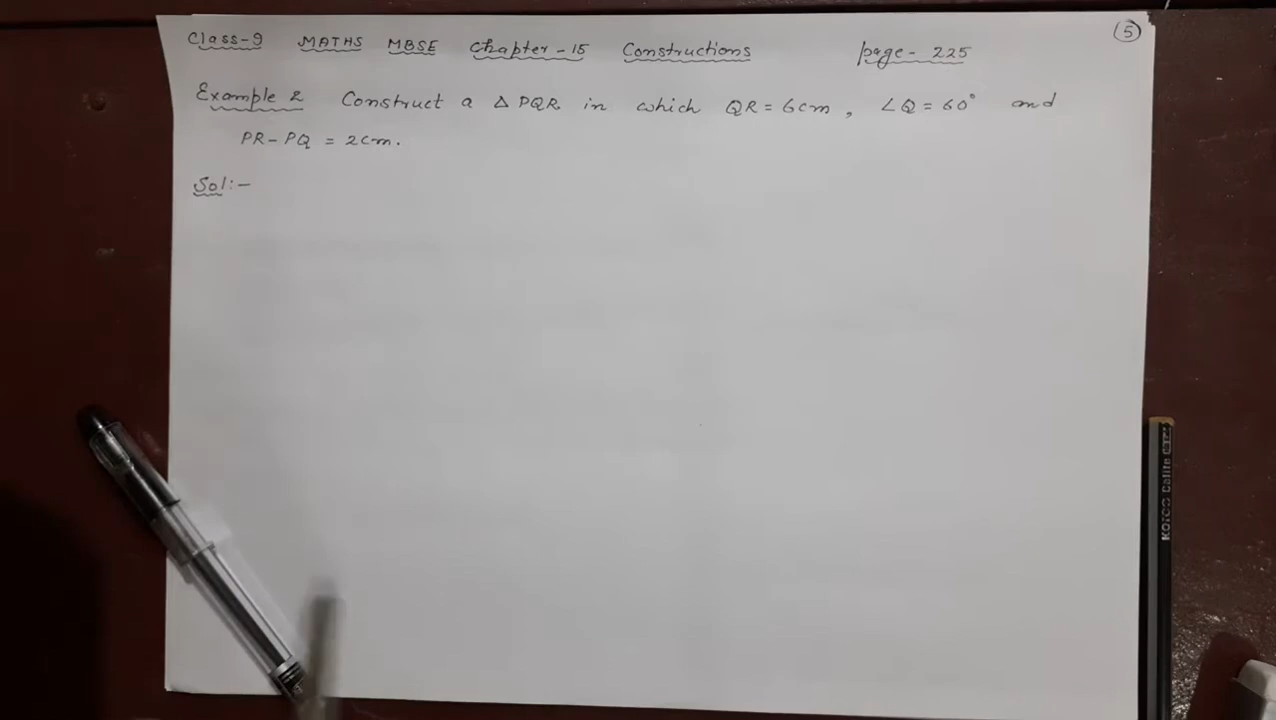 Class-9 MATHS MBSE Chapter-15 Constructions page- 225 5
Example 2 Construct a △ PQR in which QR = 6cm, ∠Q = 60° and
PR-PQ = 2cm.
Sol:-
KOTOO